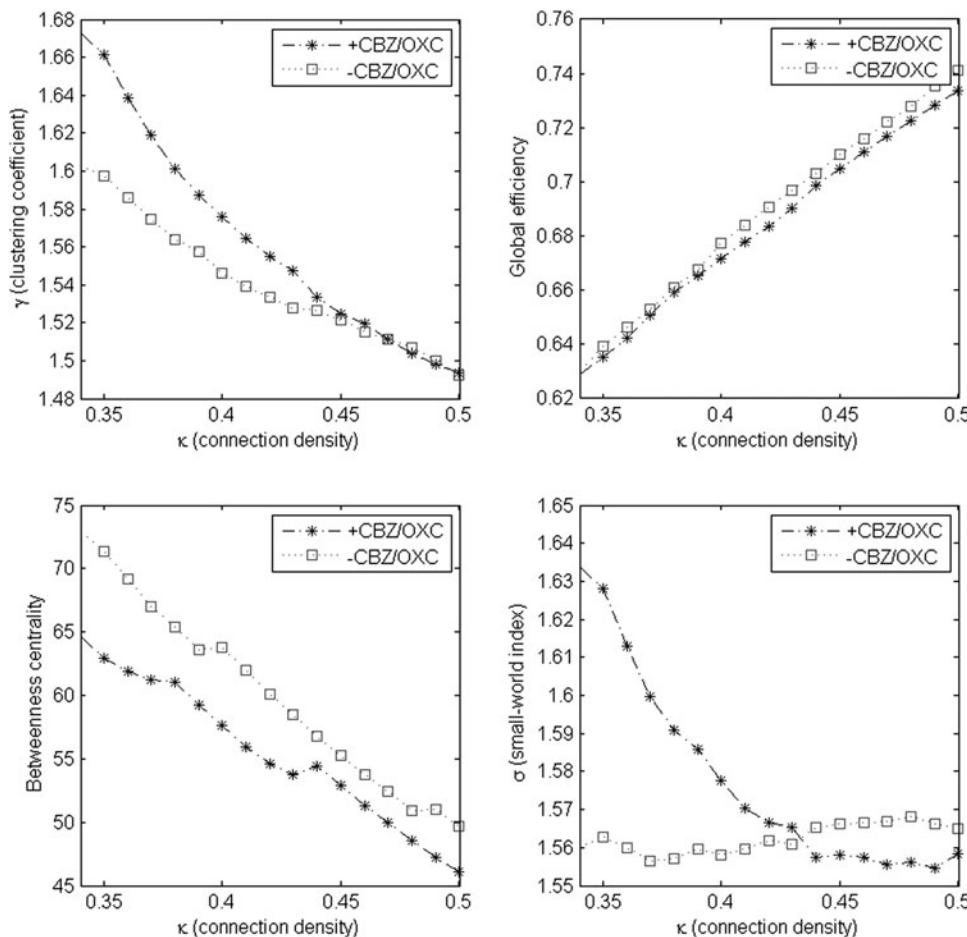 1.68
1.66
1.64
1.62
1.6
1.58
1.56
1.54
1.52
1.5
1.48
γ (clustering coefficient)
+CBZ/OXC
-CBZ/OXC
0.35 0.4 0.45 0.5
κ (connection density)
0.76
0.74
0.72
0.7
0.68
0.66
0.64
0.62
Global efficiency
+CBZ/OXC
-CBZ/OXC
0.35 0.4 0.45 0.5
κ (connection density)
75
70
65
60
55
50
45
Betweenness centrality
+CBZ/OXC
-CBZ/OXC
0.35 0.4 0.45 0.5
κ (connection density)
1.65
1.64
1.63
1.62
1.61
1.6
1.59
1.58
1.57
1.56
1.55
σ (small-world index)
+CBZ/OXC
-CBZ/OXC
0.35 0.4 0.45 0.5
κ (connection density)